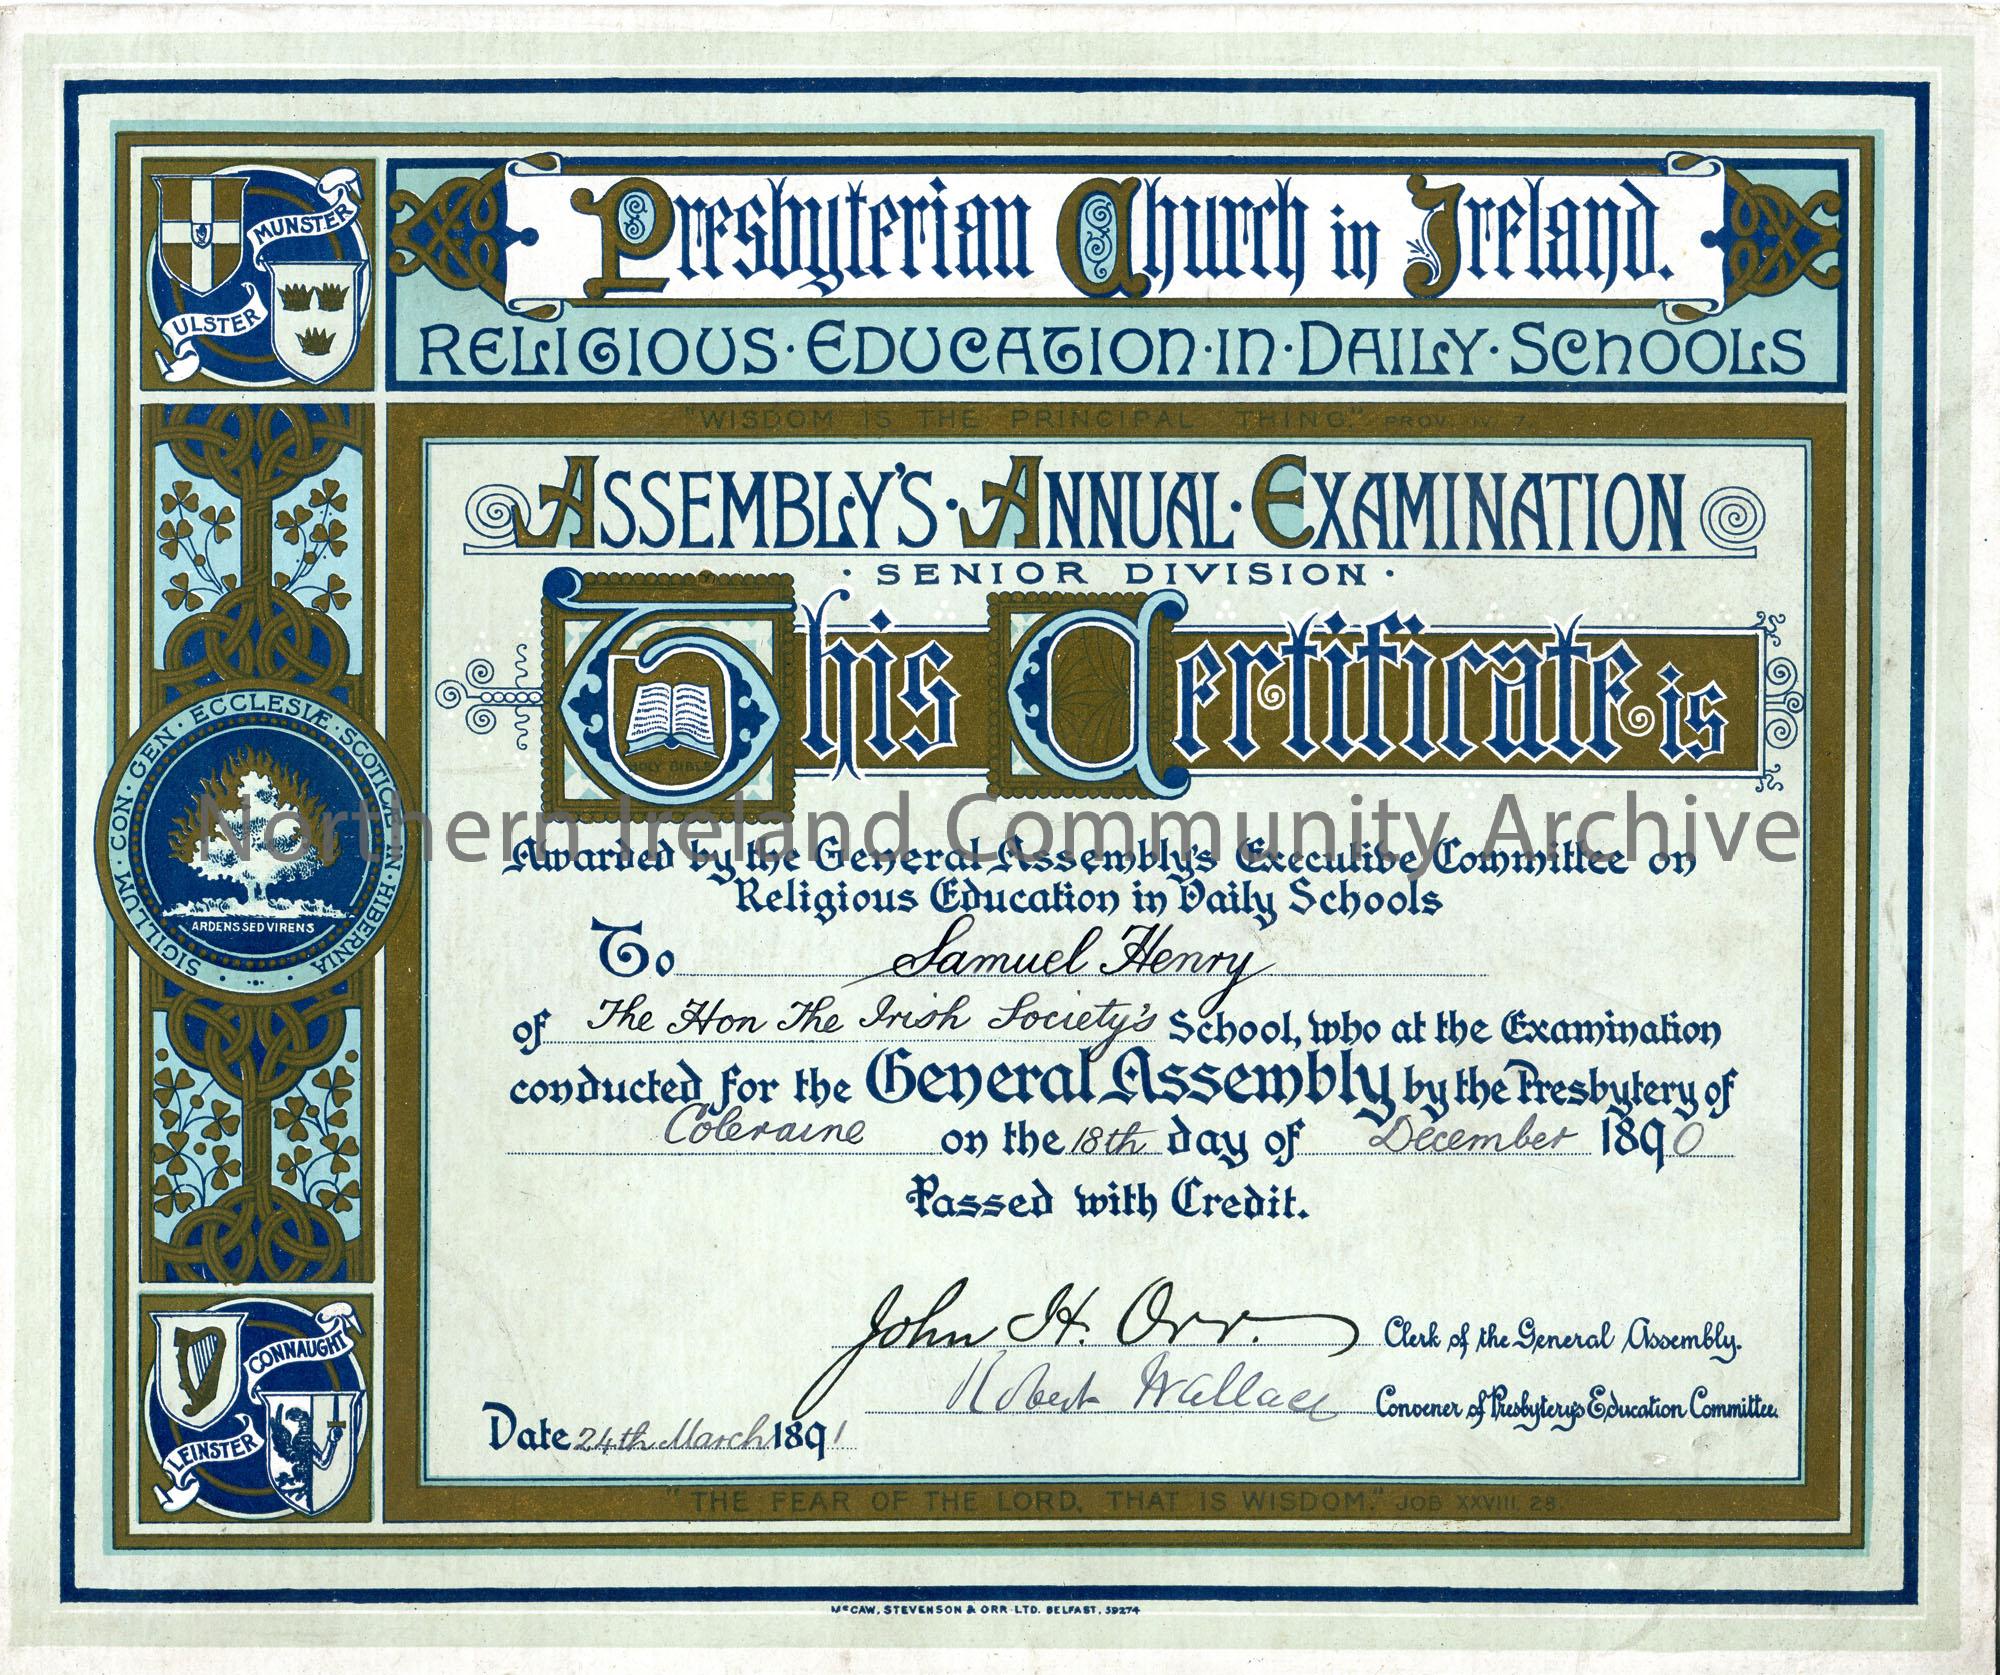 MUNSTER
ULSTER
Presbyterian Church in Ireland.
RELIGIOUS · EDUCATION · IN · DAILY · SCHOOLS
"WISDOM IS THE PRINCIPAL THING." PROV. IV. 7.
ASSEMBLY'S · ANNUAL · EXAMINATION
· SENIOR DIVISION ·
This Certificate is
HOLY BIBLE
SIGILLUM · CON · GEN · ECCLESIÆ · SCOTICÆ · IN · HIBERNIA
ARDENS SED VIRENS
Northern Ireland Community Archive
Awarded by the General Assembly's Executive Committee on
Religious Education in Daily Schools
To Samuel Henry
of The Hon The Irish Society's School, who at the Examination
conducted for the General Assembly by the Presbytery of
Coleraine on the 18th day of December 1890
Passed with Credit.
John H. Orr. Clerk of the General Assembly.
Robert Wallace Convener of Presbytery's Education Committee.
Date 24th March 1891
CONNAUGHT
LEINSTER
"THE FEAR OF THE LORD, THAT IS WISDOM." JOB XXVIII. 28.
McCAW, STEVENSON & ORR LTD. BELFAST, 59274